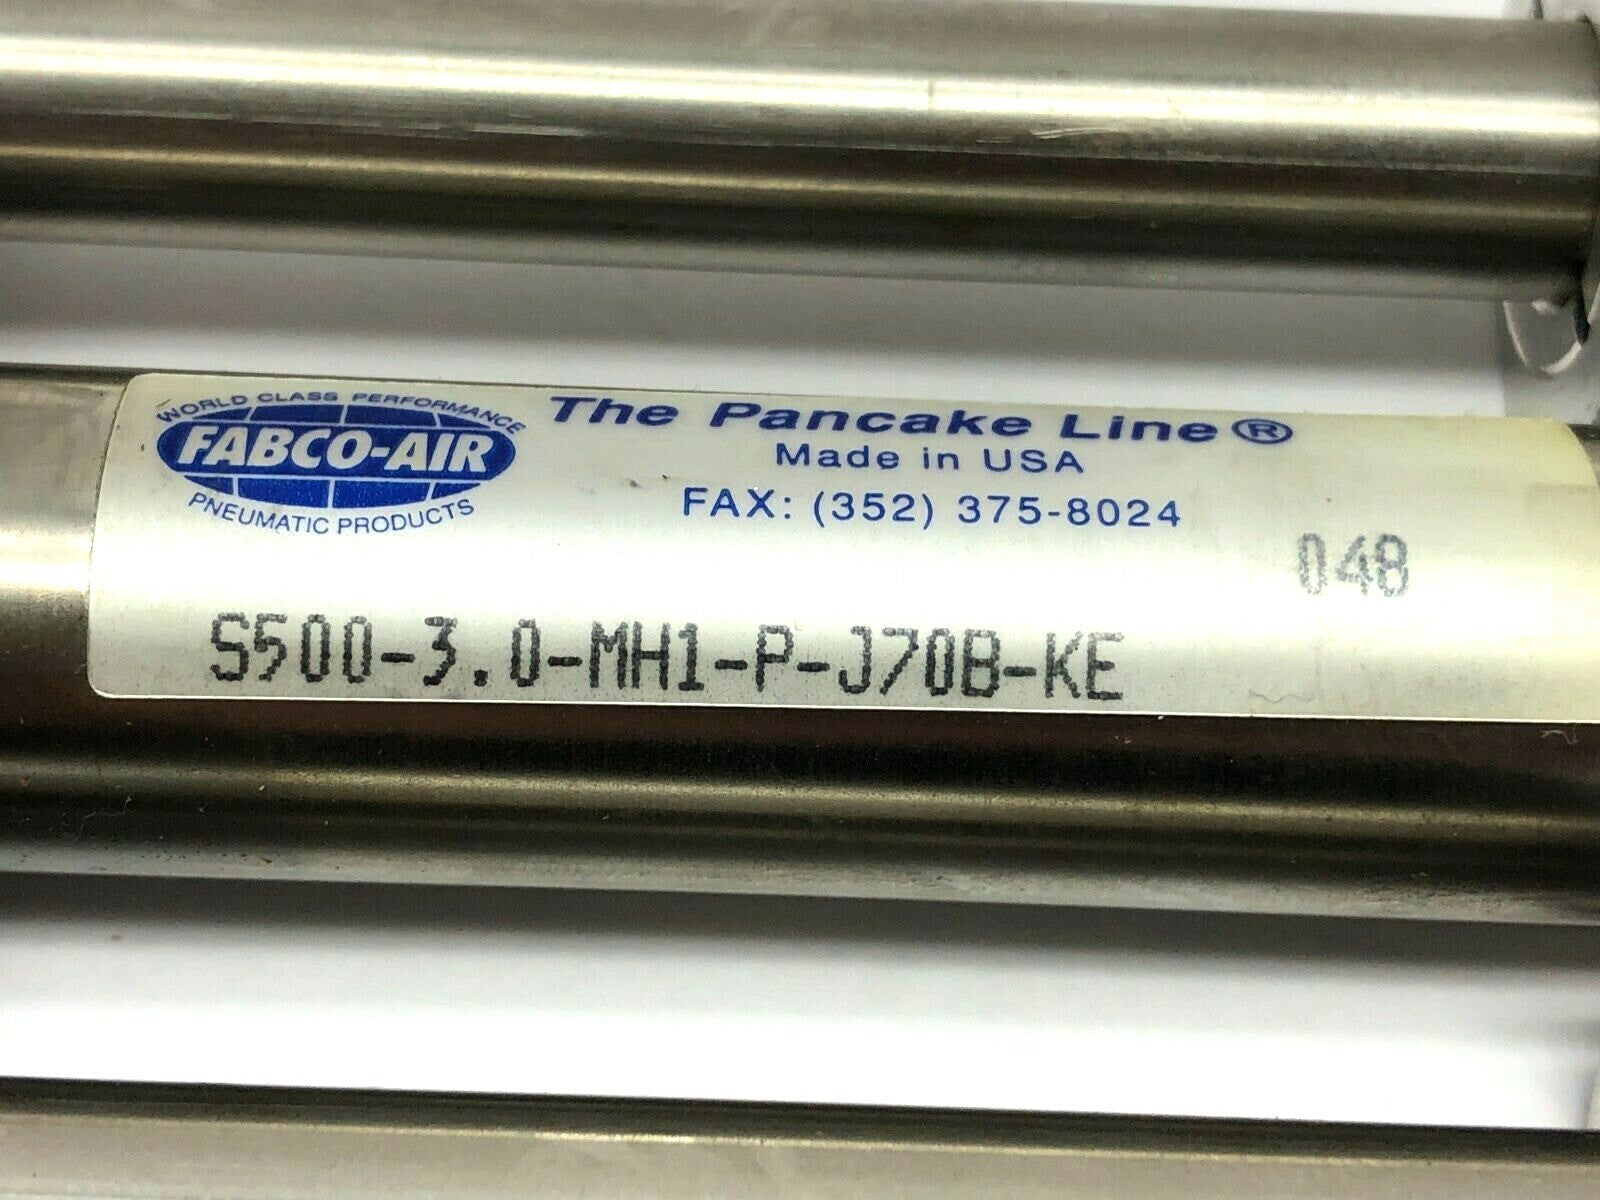 WORLD CLASS PERFORMANCE
FABCO-AIR
PNEUMATIC PRODUCTS
The Pancake Line®
Made in USA
FAX: (352) 375-8024
048
S500-3.0-MH1-P-J70B-KE